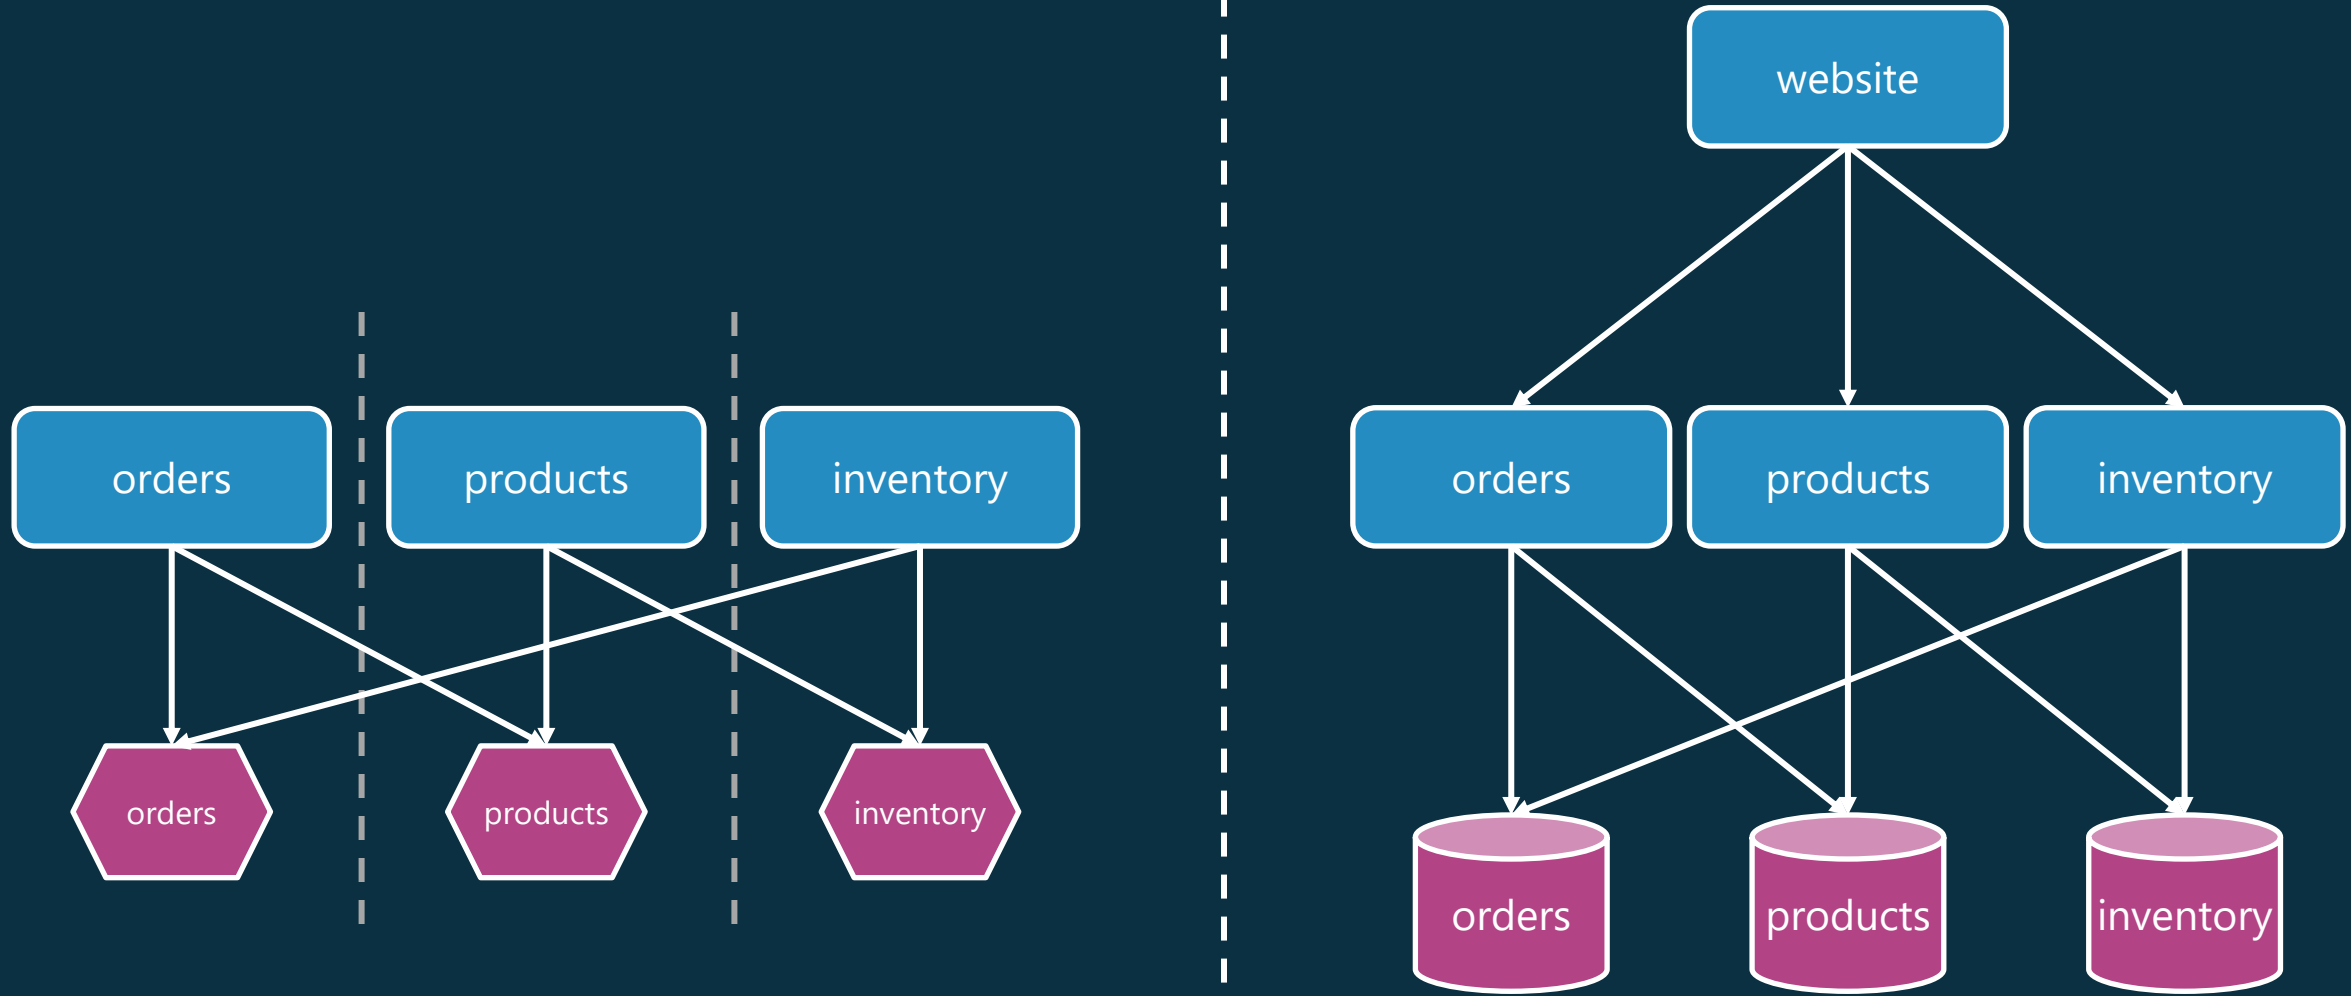 website
orders
products
inventory
orders
products
inventory
orders
products
inventory
orders
products
inventory